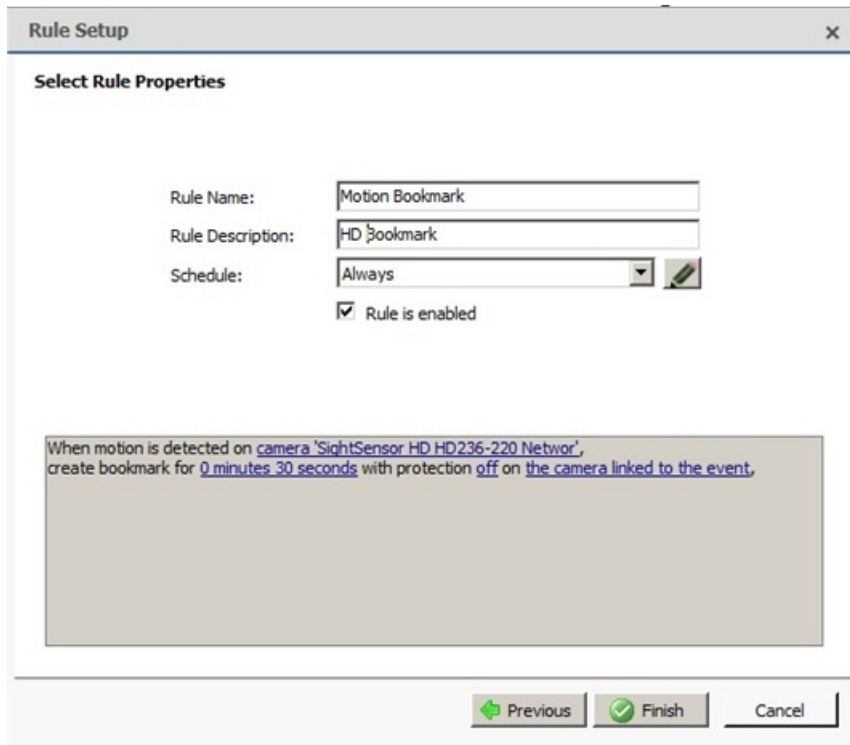 Rule Setup
Select Rule Properties
Rule Name: Motion Bookmark
Rule Description: HD Bookmark
Schedule: Always
Rule is enabled
When motion is detected on camera 'SightSensor HD HD236-220 Networ',
create bookmark for 0 minutes 30 seconds with protection off on the camera linked to the event,
Previous Finish Cancel